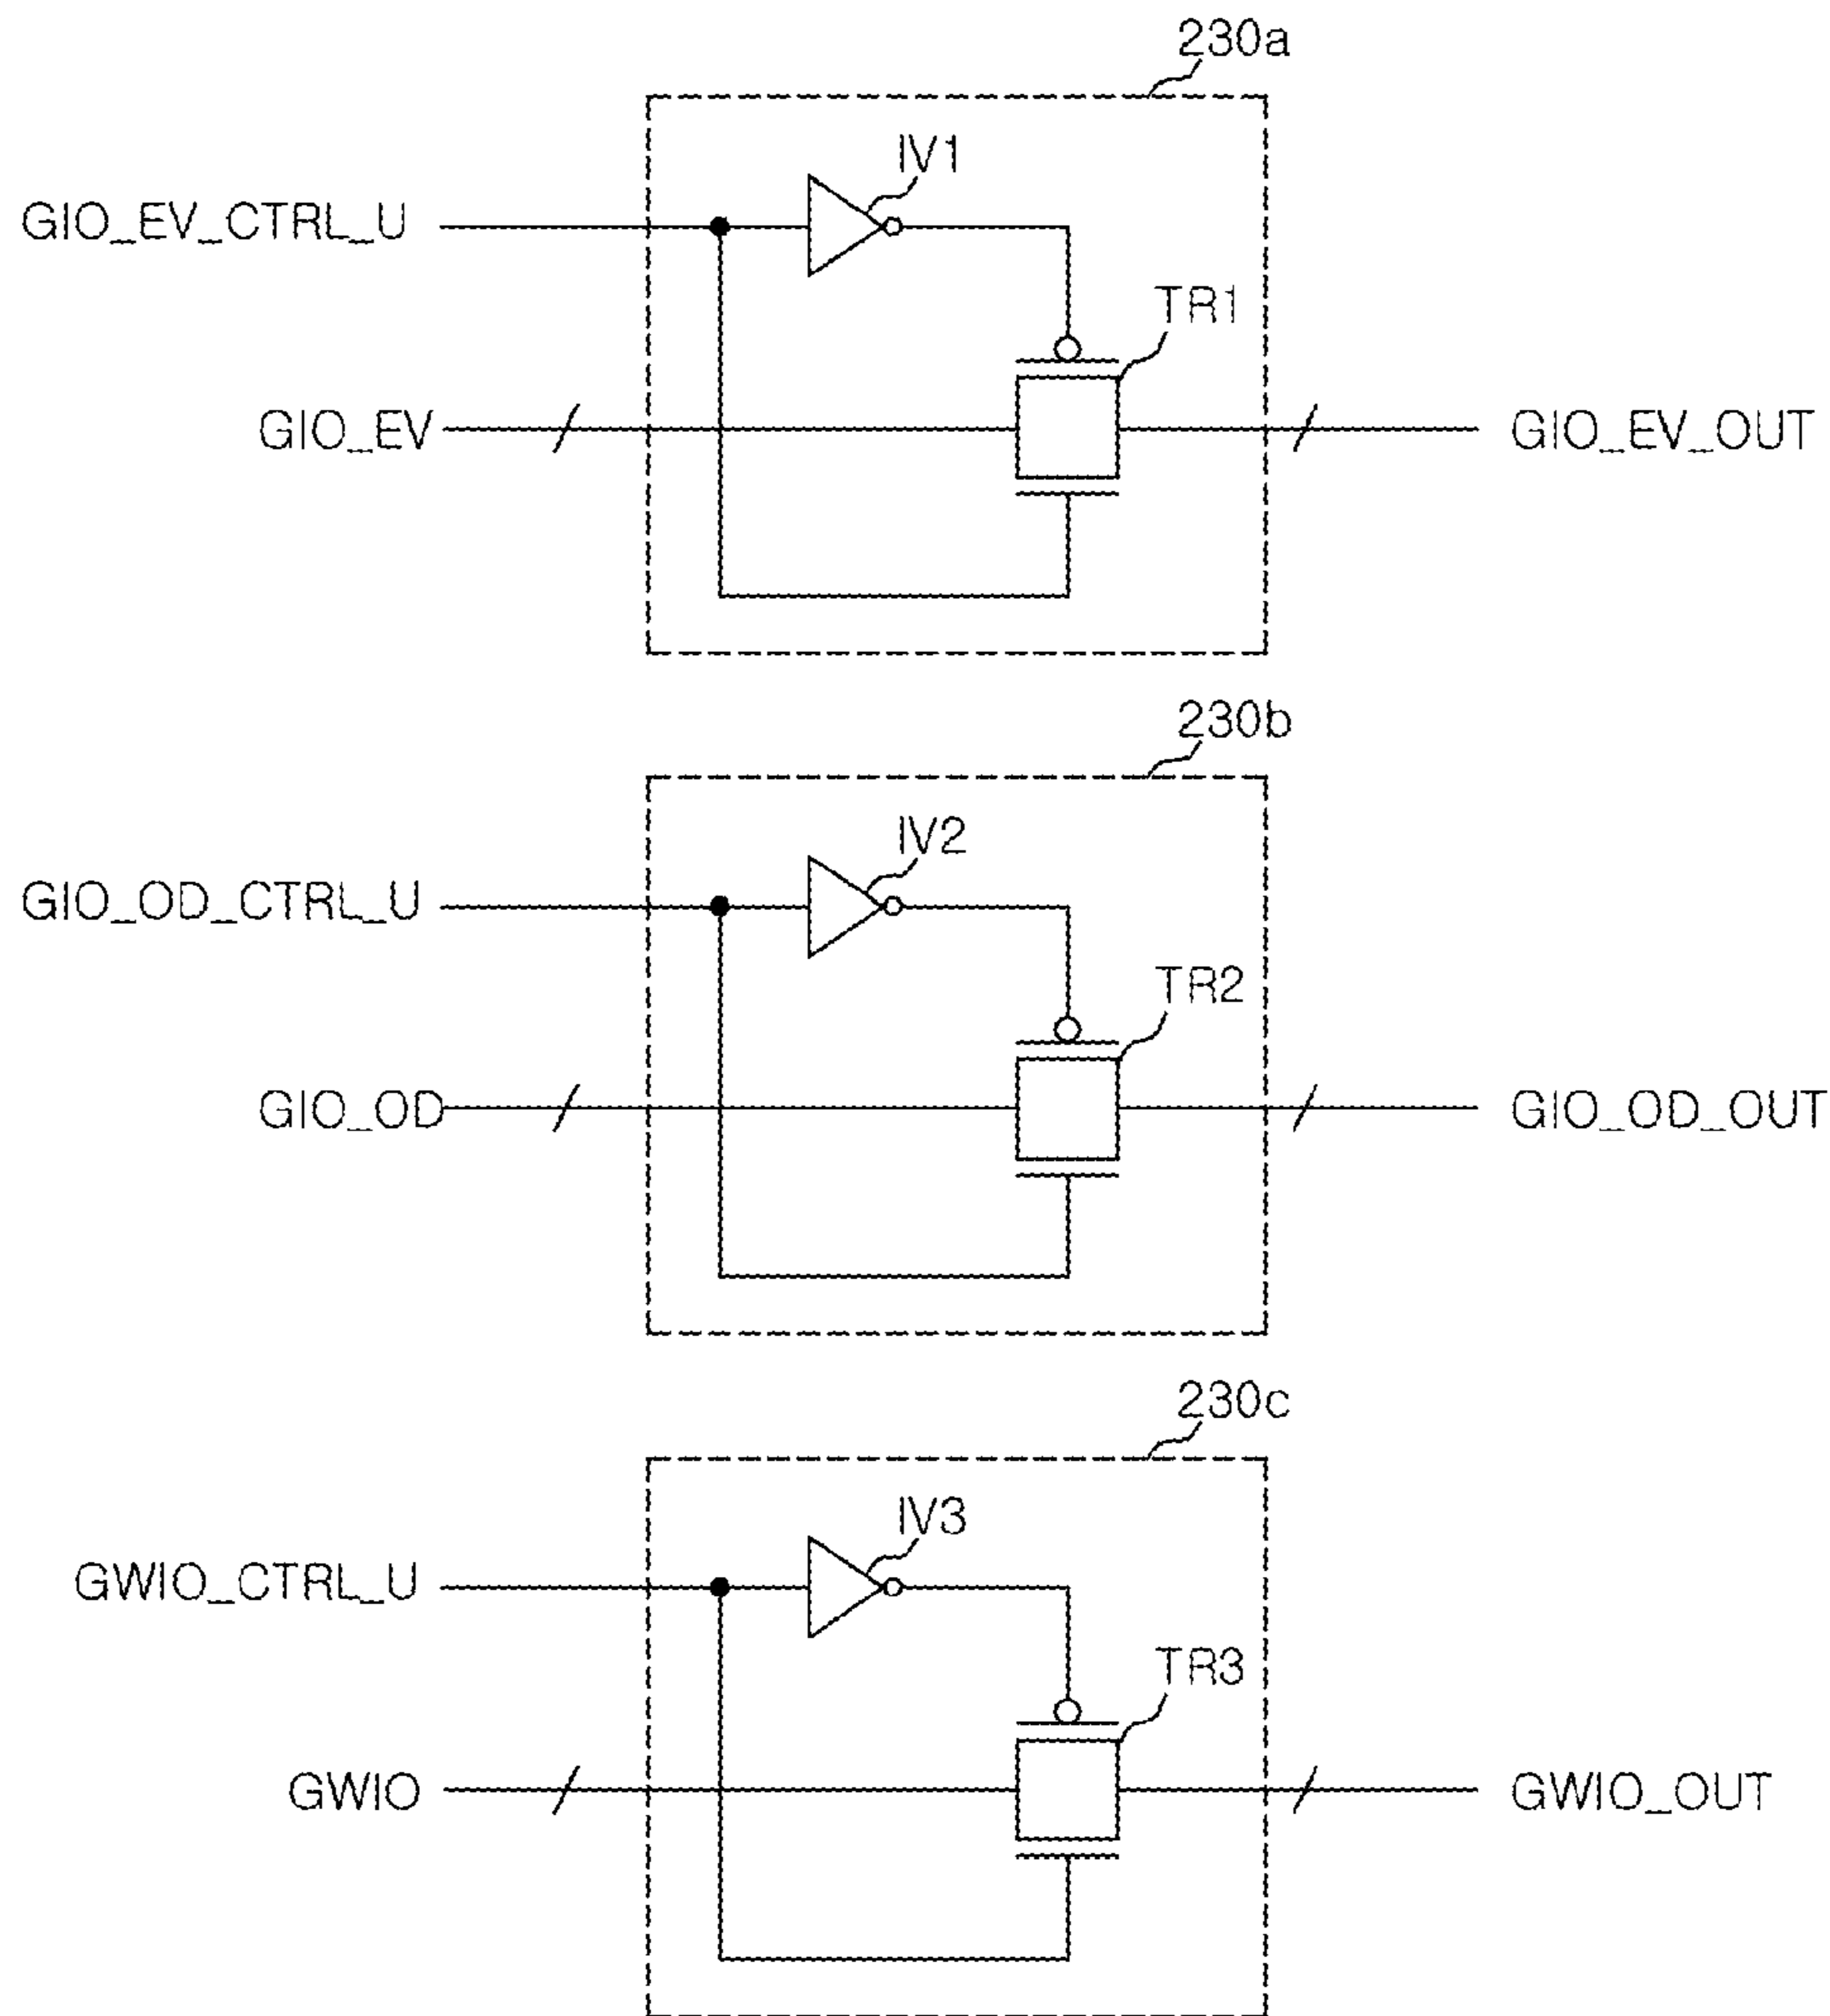 230a
IV1
GIO_EV_CTRL_U
TR1
GIO_EV
GIO_EV_OUT
230b
IV2
GIO_OD_CTRL_U
TR2
GIO_OD
GIO_OD_OUT
230c
IV3
GWIO_CTRL_U
TR3
GWIO
GWIO_OUT